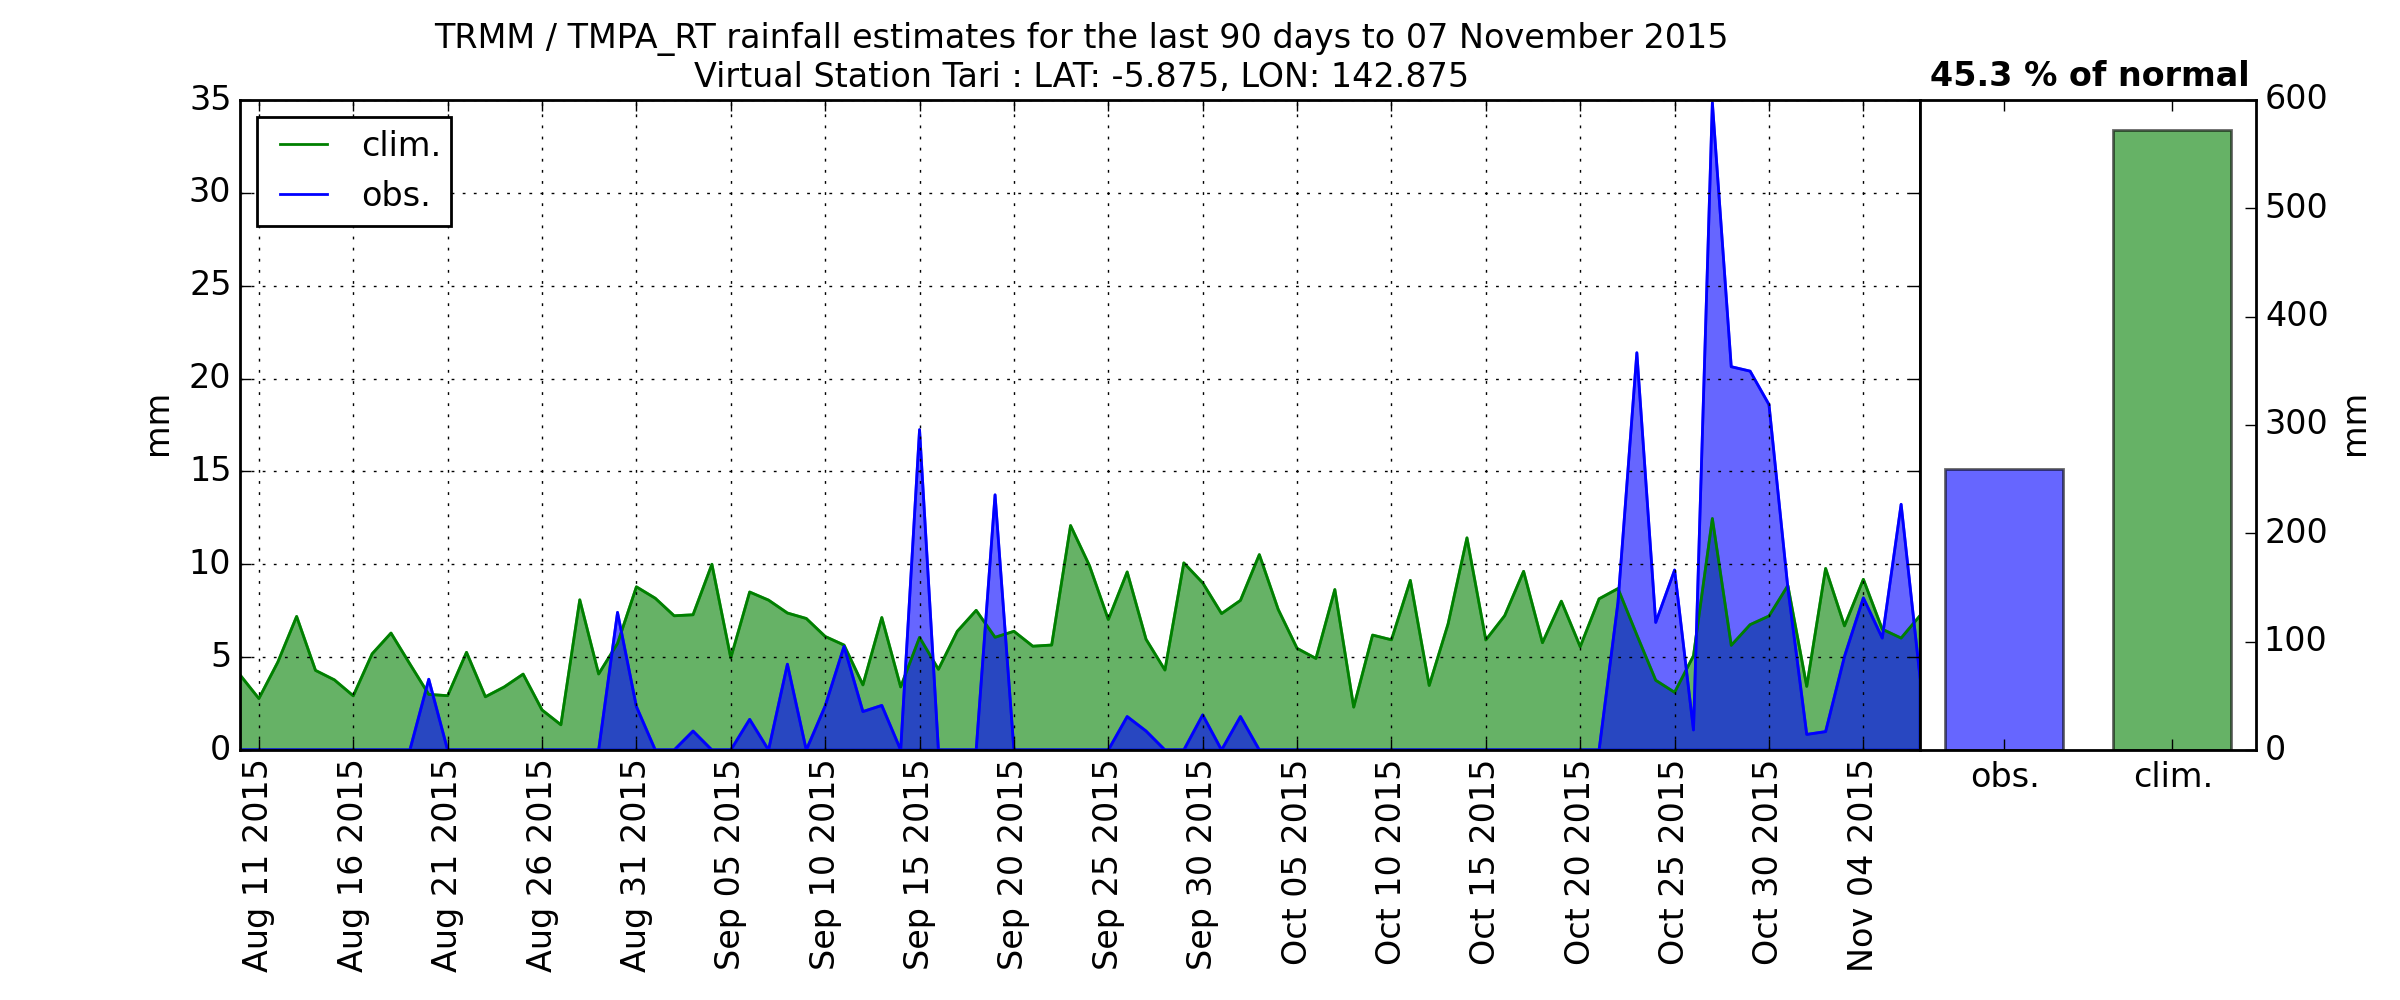 TRMM / TMPA_RT rainfall estimates for the last 90 days to 07 November 2015
Virtual Station Tari : LAT: -5.875, LON: 142.875
45.3 % of normal
35
30
25
20
15
10
5
0
mm
clim.
obs.
600
500
400
300
200
100
0
mm
obs.
clim.
Aug 11 2015
Aug 16 2015
Aug 21 2015
Aug 26 2015
Aug 31 2015
Sep 05 2015
Sep 10 2015
Sep 15 2015
Sep 20 2015
Sep 25 2015
Sep 30 2015
Oct 05 2015
Oct 10 2015
Oct 15 2015
Oct 20 2015
Oct 25 2015
Oct 30 2015
Nov 04 2015